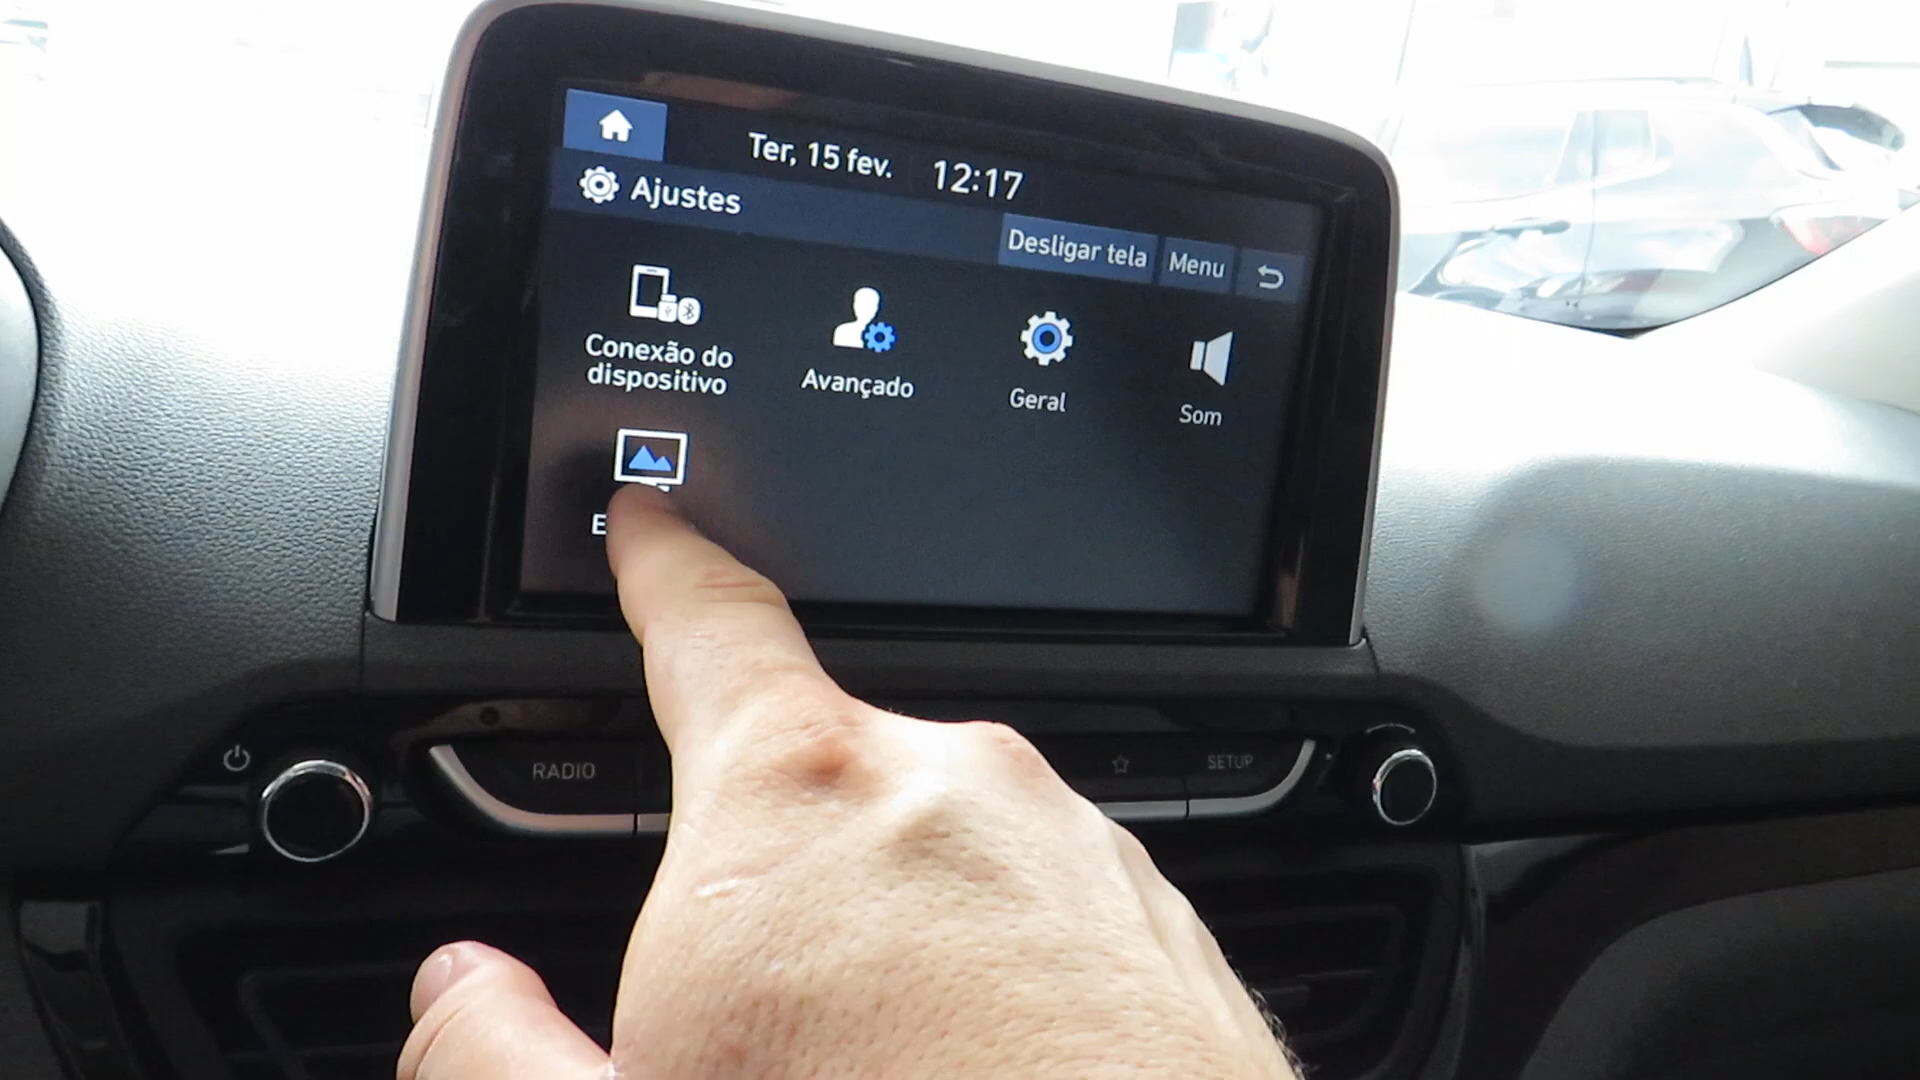 Ter, 15 fev. 12:17
Ajustes
Desligar tela Menu
Conexão do
dispositivo
Avançado
Geral
Som
RADIO
SETUP